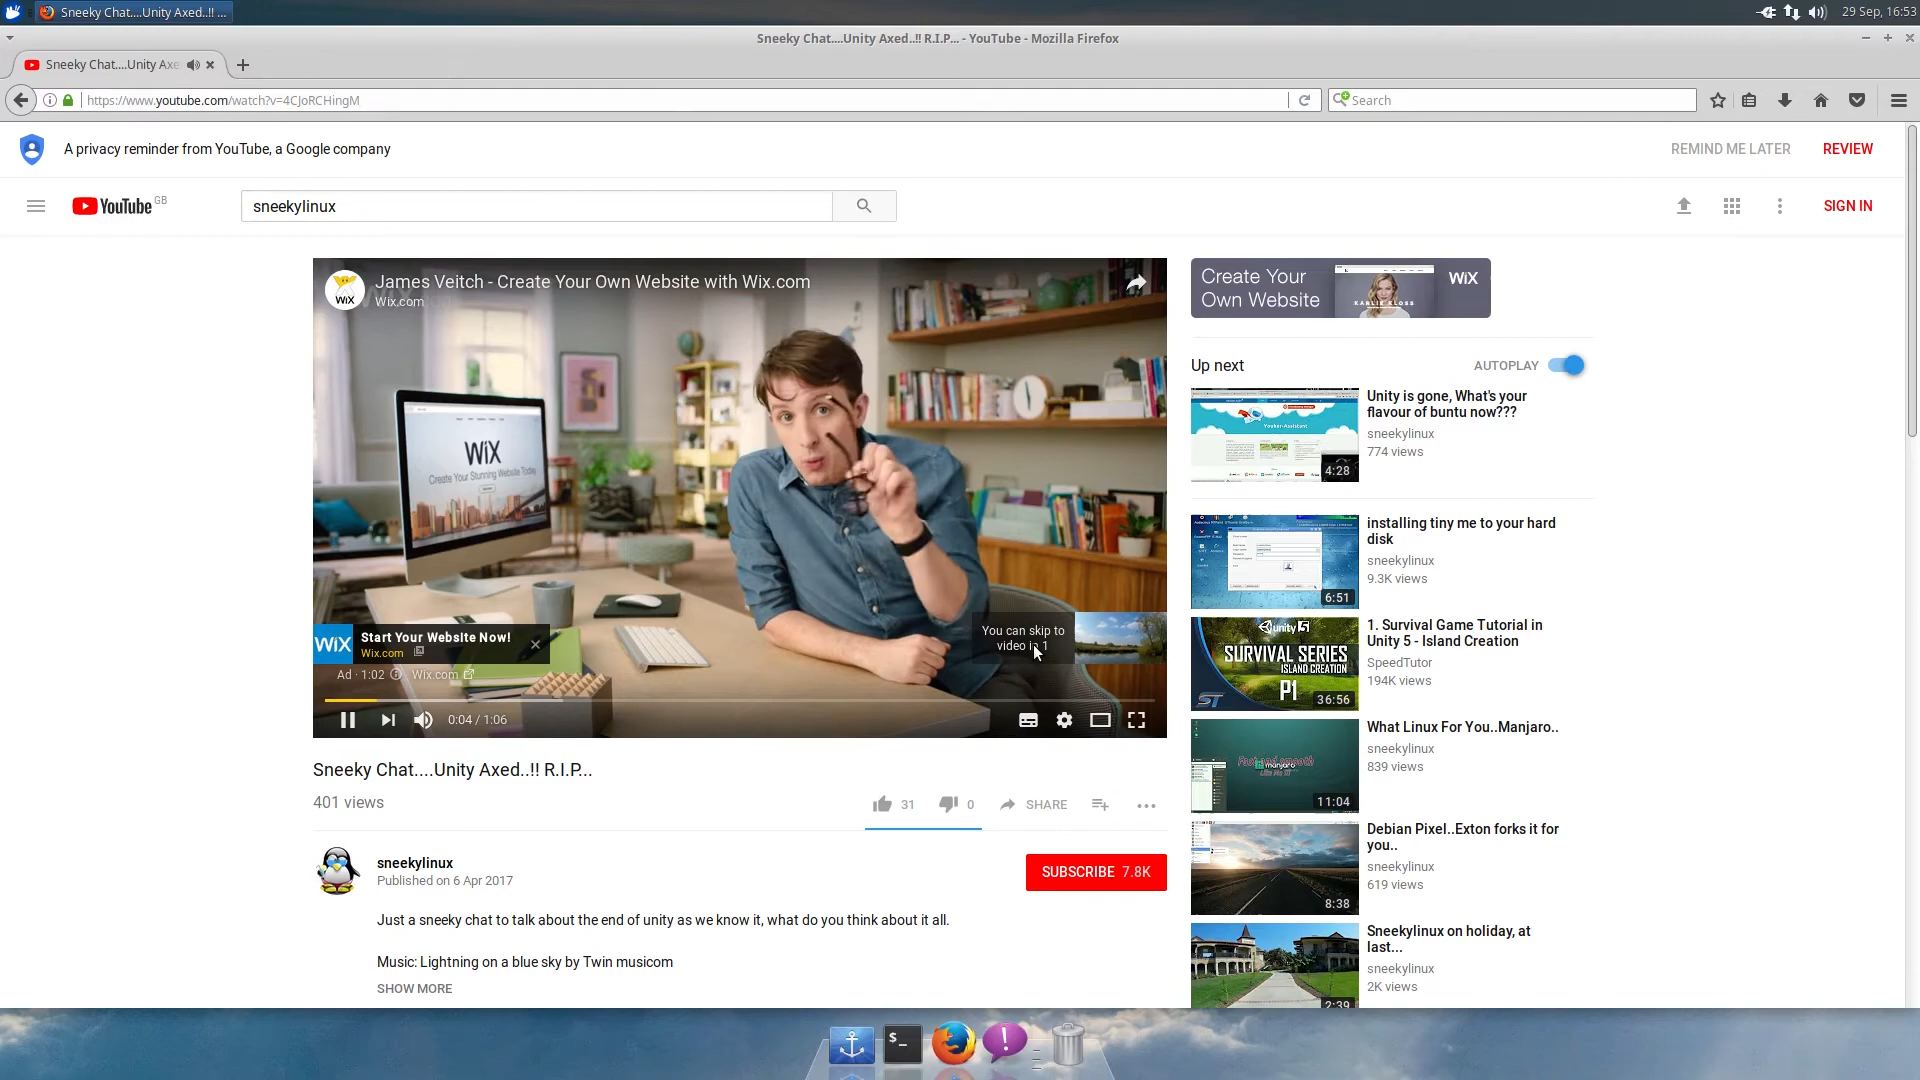 Sneeky Chat....Unity Axed..!! ...
29 Sep, 16:53
Sneeky Chat....Unity Axed..!! R.I.P... - YouTube - Mozilla Firefox
Sneeky Chat....Unity Axe
https://www.youtube.com/watch?v=4CJoRCHingM
Search
A privacy reminder from YouTube, a Google company
REMIND ME LATER
REVIEW
YouTube GB
sneekylinux
SIGN IN
James Veitch - Create Your Own Website with Wix.com
Wix.com
WiX
WiX
Create Your Stunning Website Today
WiX
Start Your Website Now!
Wix.com
You can skip to
video in 1
Ad · 1:02
Wix.com
0:04 / 1:06
Create Your
Own Website
KARLIE KLOSS
WiX
Up next
AUTOPLAY
Youker-Assistant
4:28
Unity is gone, What's your
flavour of buntu now???
sneekylinux
774 views
6:51
installing tiny me to your hard
disk
sneekylinux
9.3K views
unity 5
SURVIVAL SERIES
ISLAND CREATION
P1
ST
36:56
1. Survival Game Tutorial in
Unity 5 - Island Creation
SpeedTutor
194K views
manjaro
11:04
What Linux For You..Manjaro..
sneekylinux
839 views
8:38
Debian Pixel..Exton forks it for
you..
sneekylinux
619 views
2:39
Sneekylinux on holiday, at
last...
sneekylinux
2K views
Sneeky Chat....Unity Axed..!! R.I.P...
401 views
31
0
SHARE
sneekylinux
Published on 6 Apr 2017
SUBSCRIBE 7.8K
Just a sneeky chat to talk about the end of unity as we know it, what do you think about it all.
Music: Lightning on a blue sky by Twin musicom
SHOW MORE
$_